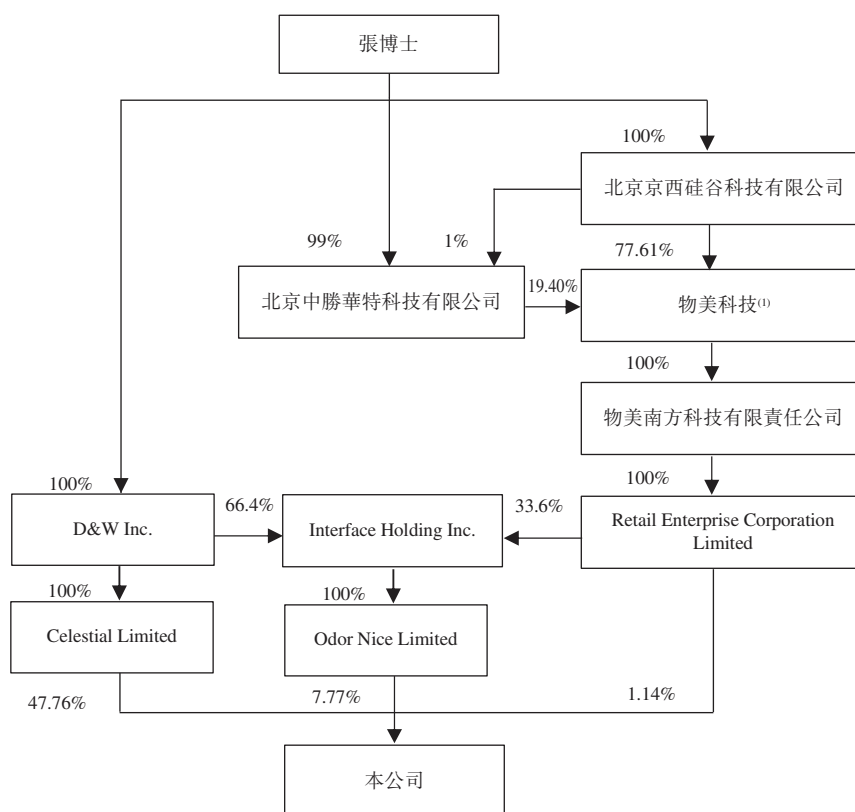 張博士
100%
北京京西硅谷科技有限公司
99%
1%
77.61%
北京中勝華特科技有限公司
19.40%
物美科技(1)
100%
物美南方科技有限責任公司
100%
100%
D&W Inc.
66.4%
Interface Holding Inc.
33.6%
Retail Enterprise Corporation
Limited
100%
100%
Celestial Limited
Odor Nice Limited
47.76%
7.77%
1.14%
本公司